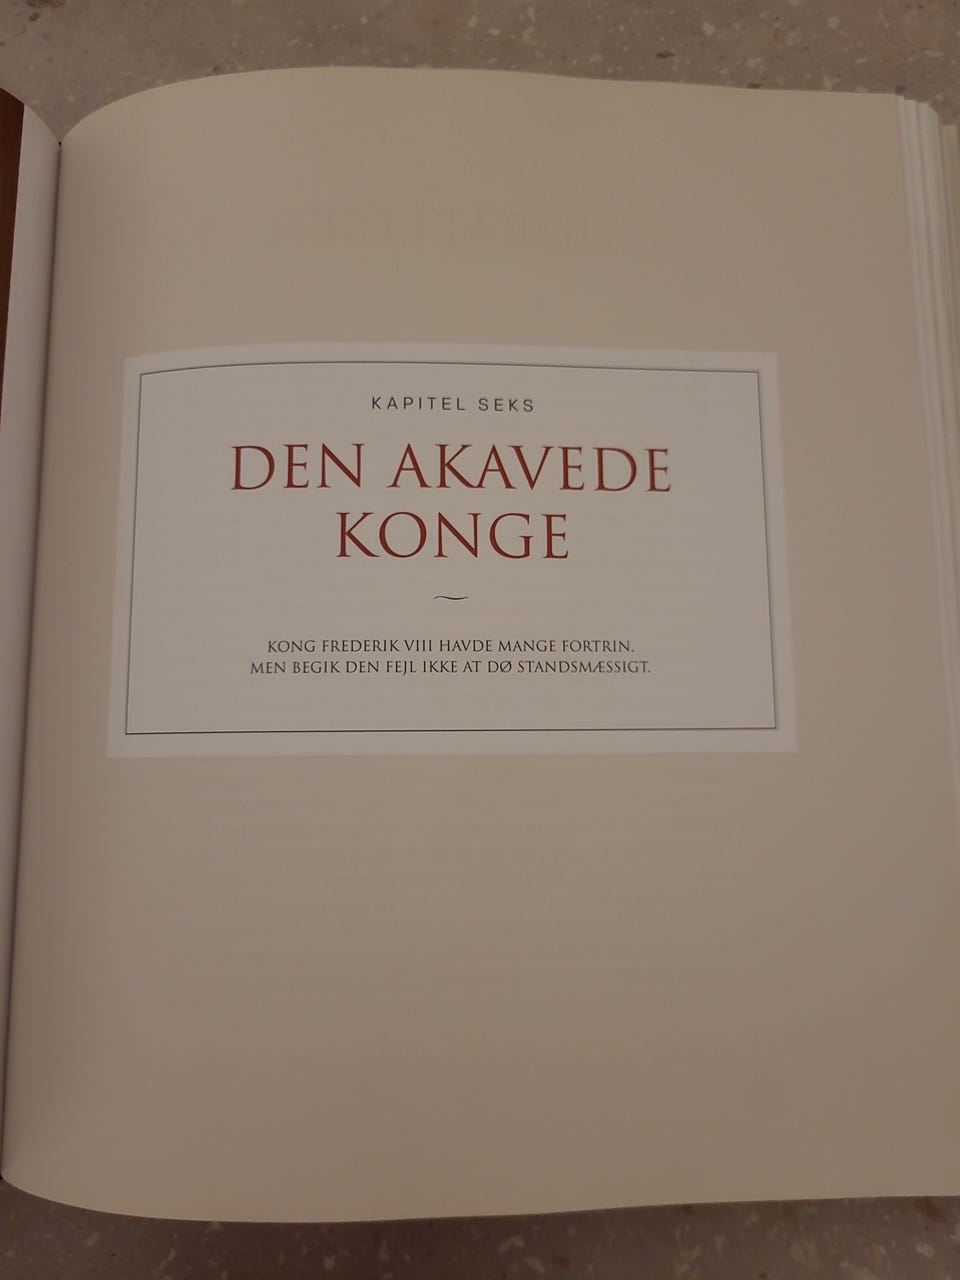 KAPITEL SEKS
DEN AKAVEDE
KONGE
KONG FREDERIK VIII HAVDE MANGE FORTRIN,
MEN BEGIK DEN FEJL IKKE AT DØ STANDSMÆSSIGT.